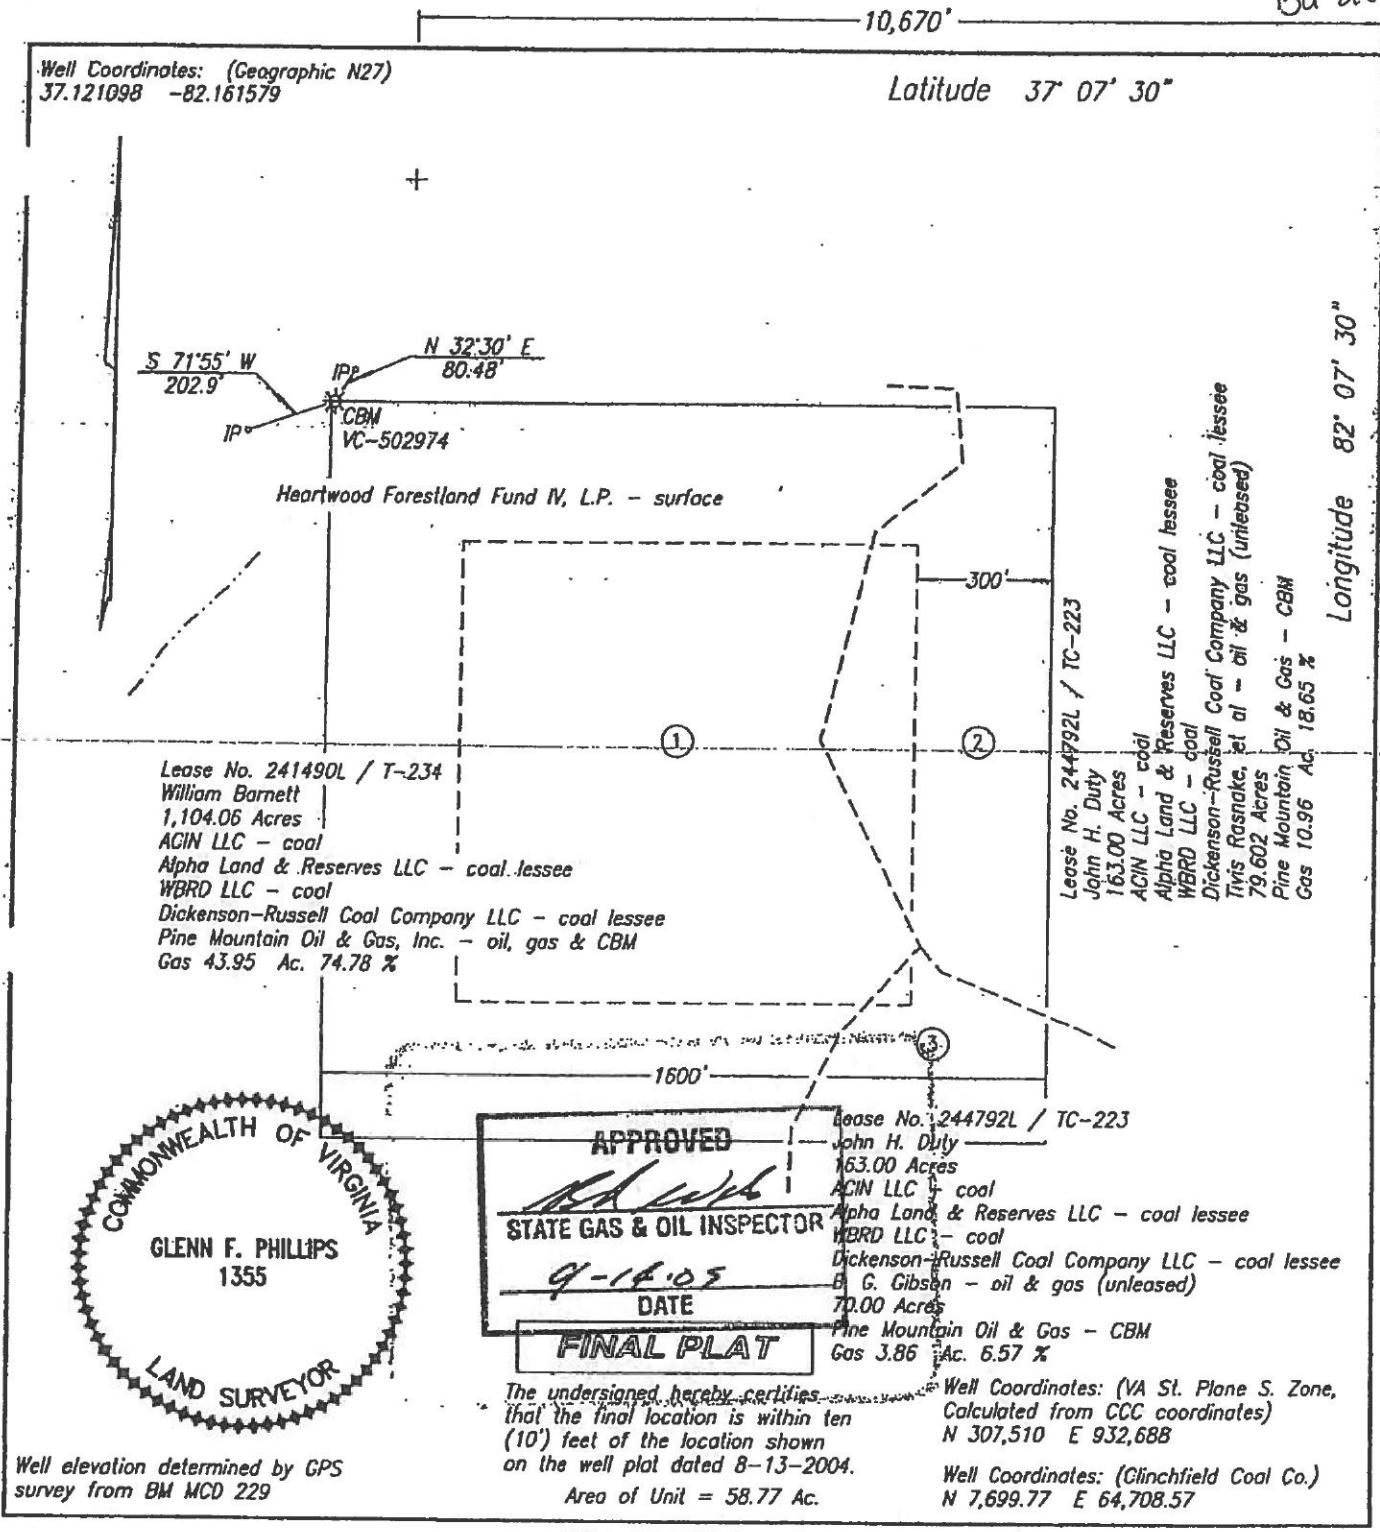 10,670'
Well Coordinates: (Geographic N27)
37.121098 -82.161579
Latitude 37° 07' 30"
S 71°55' W
202.9'
N 32°30' E
80.48'
IP
IP
CBM
VC-502974
Heartwood Forestland Fund IV, L.P. - surface
300'
Longitude 82° 07' 30"
1
2
Lease No. 241490L / T-234
William Barnett
1,104.06 Acres
ACIN LLC - coal
Alpha Land & Reserves LLC - coal lessee
WBRD LLC - coal
Dickenson-Russell Coal Company LLC - coal lessee
Pine Mountain Oil & Gas, Inc. - oil, gas & CBM
Gas 43.95 Ac. 74.78 %
Lease No. 244792L / TC-223
John H. Duty
163.00 Acres
ACIN LLC - coal
Alpha Land & Reserves LLC - coal lessee
WBRD LLC - coal
Dickenson-Russell Coal Company LLC - coal lessee
Tivis Rasnake, et al - oil & gas (unleased)
79.602 Acres
Pine Mountain Oil & Gas - CBM
Gas 10.96 Ac. 18.65 %
3
1600'
Lease No. 244792L / TC-223
John H. Duty
163.00 Acres
ACIN LLC - coal
Alpha Land & Reserves LLC - coal lessee
WBRD LLC - coal
Dickenson-Russell Coal Company LLC - coal lessee
B. G. Gibson - oil & gas (unleased)
70.00 Acres
Pine Mountain Oil & Gas - CBM
Gas 3.86 Ac. 6.57 %
COMMONWEALTH OF VIRGINIA
GLENN F. PHILLIPS
1355
LAND SURVEYOR
APPROVED
STATE GAS & OIL INSPECTOR
9-14-05
DATE
FINAL PLAT
The undersigned hereby certifies
that the final location is within ten
(10') feet of the location shown
on the well plat dated 8-13-2004.
Area of Unit = 58.77 Ac.
Well elevation determined by GPS
survey from BM MCD 229
Well Coordinates: (VA St. Plane S. Zone,
Calculated from CCC coordinates)
N 307,510 E 932,688
Well Coordinates: (Clinchfield Coal Co.)
N 7,699.77 E 64,708.57